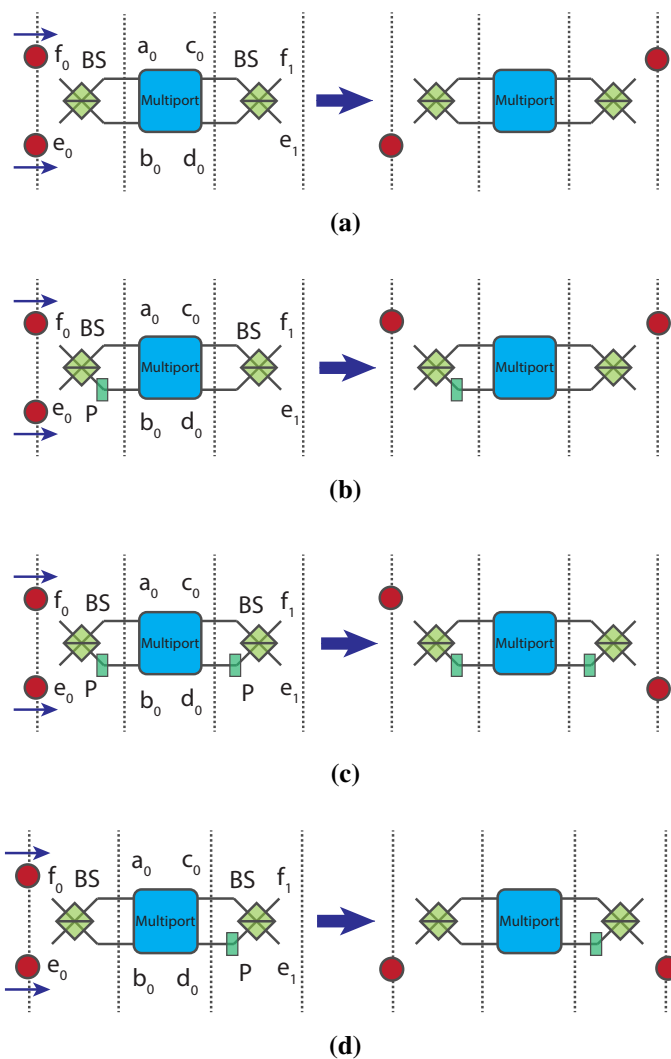 f0 BS a0 c0 BS f1
Multiport Multiport
e0 b0 d0 e1
(a)
f0 BS a0 c0 BS f1
Multiport Multiport
e0 P b0 d0 e1
(b)
f0 BS a0 c0 BS f1
Multiport Multiport
e0 P b0 d0 P e1
(c)
f0 BS a0 c0 BS f1
Multiport Multiport
e0 b0 d0 P e1
(d)